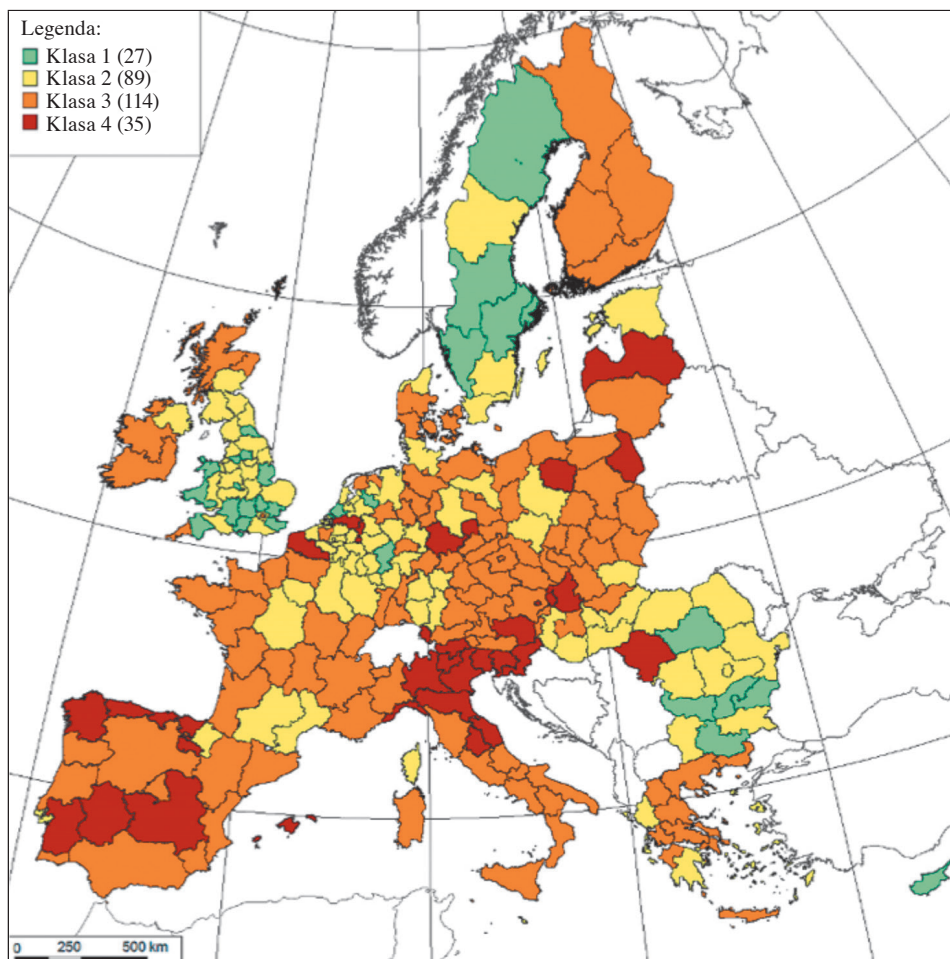 Legenda:
Klasa 1 (27)
Klasa 2 (89)
Klasa 3 (114)
Klasa 4 (35)
0 250 500 km